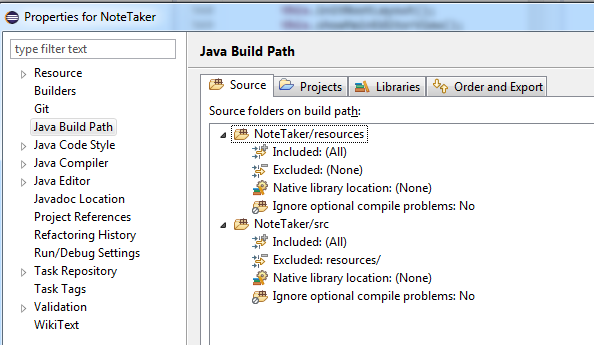 Properties for NoteTaker
type filter text
Resource
Builders
Git
Java Build Path
Java Code Style
Java Compiler
Java Editor
Javadoc Location
Project References
Refactoring History
Run/Debug Settings
Task Repository
Task Tags
Validation
WikiText
Java Build Path
Source Projects Libraries Order and Export
Source folders on build path:
NoteTaker/resources
Included: (All)
Excluded: (None)
Native library location: (None)
Ignore optional compile problems: No
NoteTaker/src
Included: (All)
Excluded: resources/
Native library location: (None)
Ignore optional compile problems: No